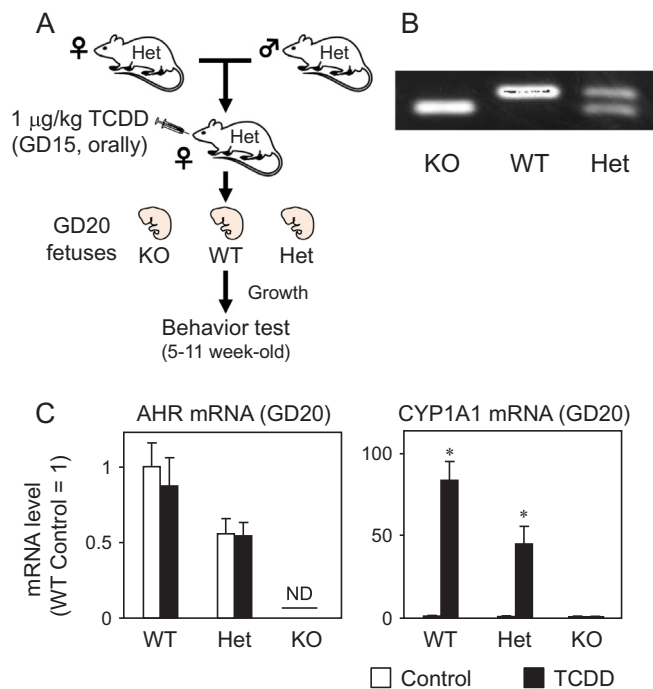 A
♀ Het
♂ Het
1 μg/kg TCDD
(GD15, orally)
♀ Het
GD20
fetuses
KO WT Het
Growth
Behavior test
(5-11 week-old)
B
KO WT Het
C
AHR mRNA (GD20)
mRNA level
(WT Control = 1)
1
0.5
0
ND
WT Het KO
CYP1A1 mRNA (GD20)
100
50
0
* *
WT Het KO
Control TCDD